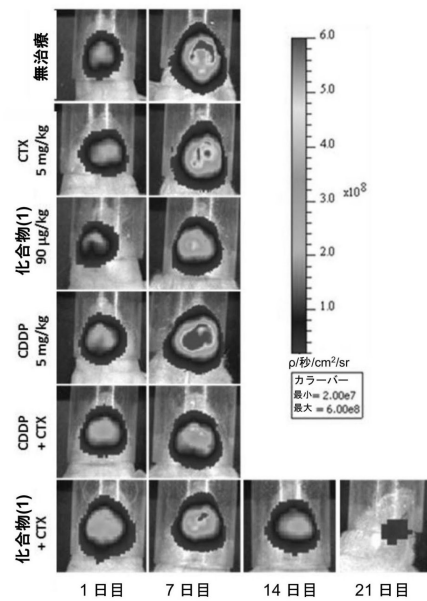 無治療
CTX
5 mg/kg
化合物(1)
90 μg/kg
CDDP
5 mg/kg
CDDP
+ CTX
化合物(1)
+ CTX
1 日目
7 日目
14 日目
21 日目
6.0
5.0
4.0
x10⁸
3.0
2.0
1.0
ρ/秒/cm²/sr
カラーバー
最小 = 2.00e7
最大 = 6.00e8